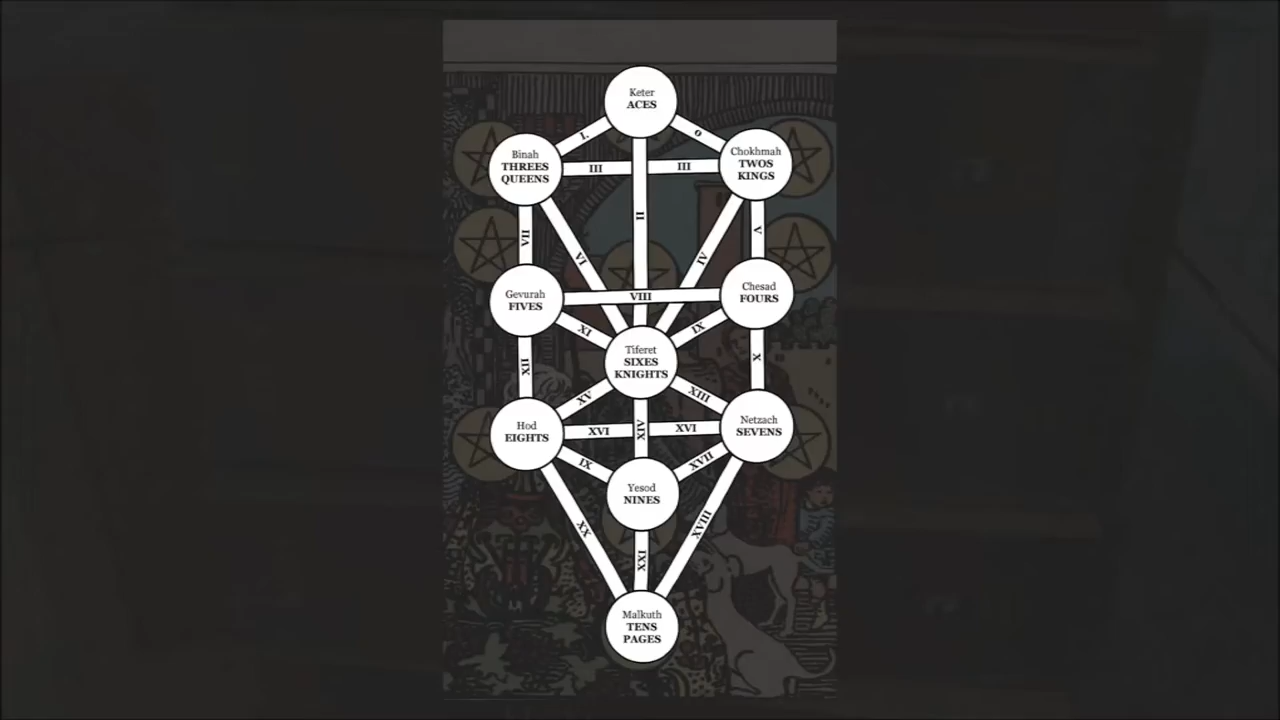 Keter
ACES
I.
0
Binah
THREES
QUEENS
Chokhmah
TWOS
KINGS
III
III
II
VII
VI
IV
V
Gevurah
FIVES
VIII
Chesad
FOURS
XI
IX
Tiferet
SIXES
KNIGHTS
XII
X
XV
XIII
Hod
EIGHTS
XVI
XIV
XVI
Netzach
SEVENS
IX
XVII
Yesod
NINES
XX
XVIII
XXI
Malkuth
TENS
PAGES